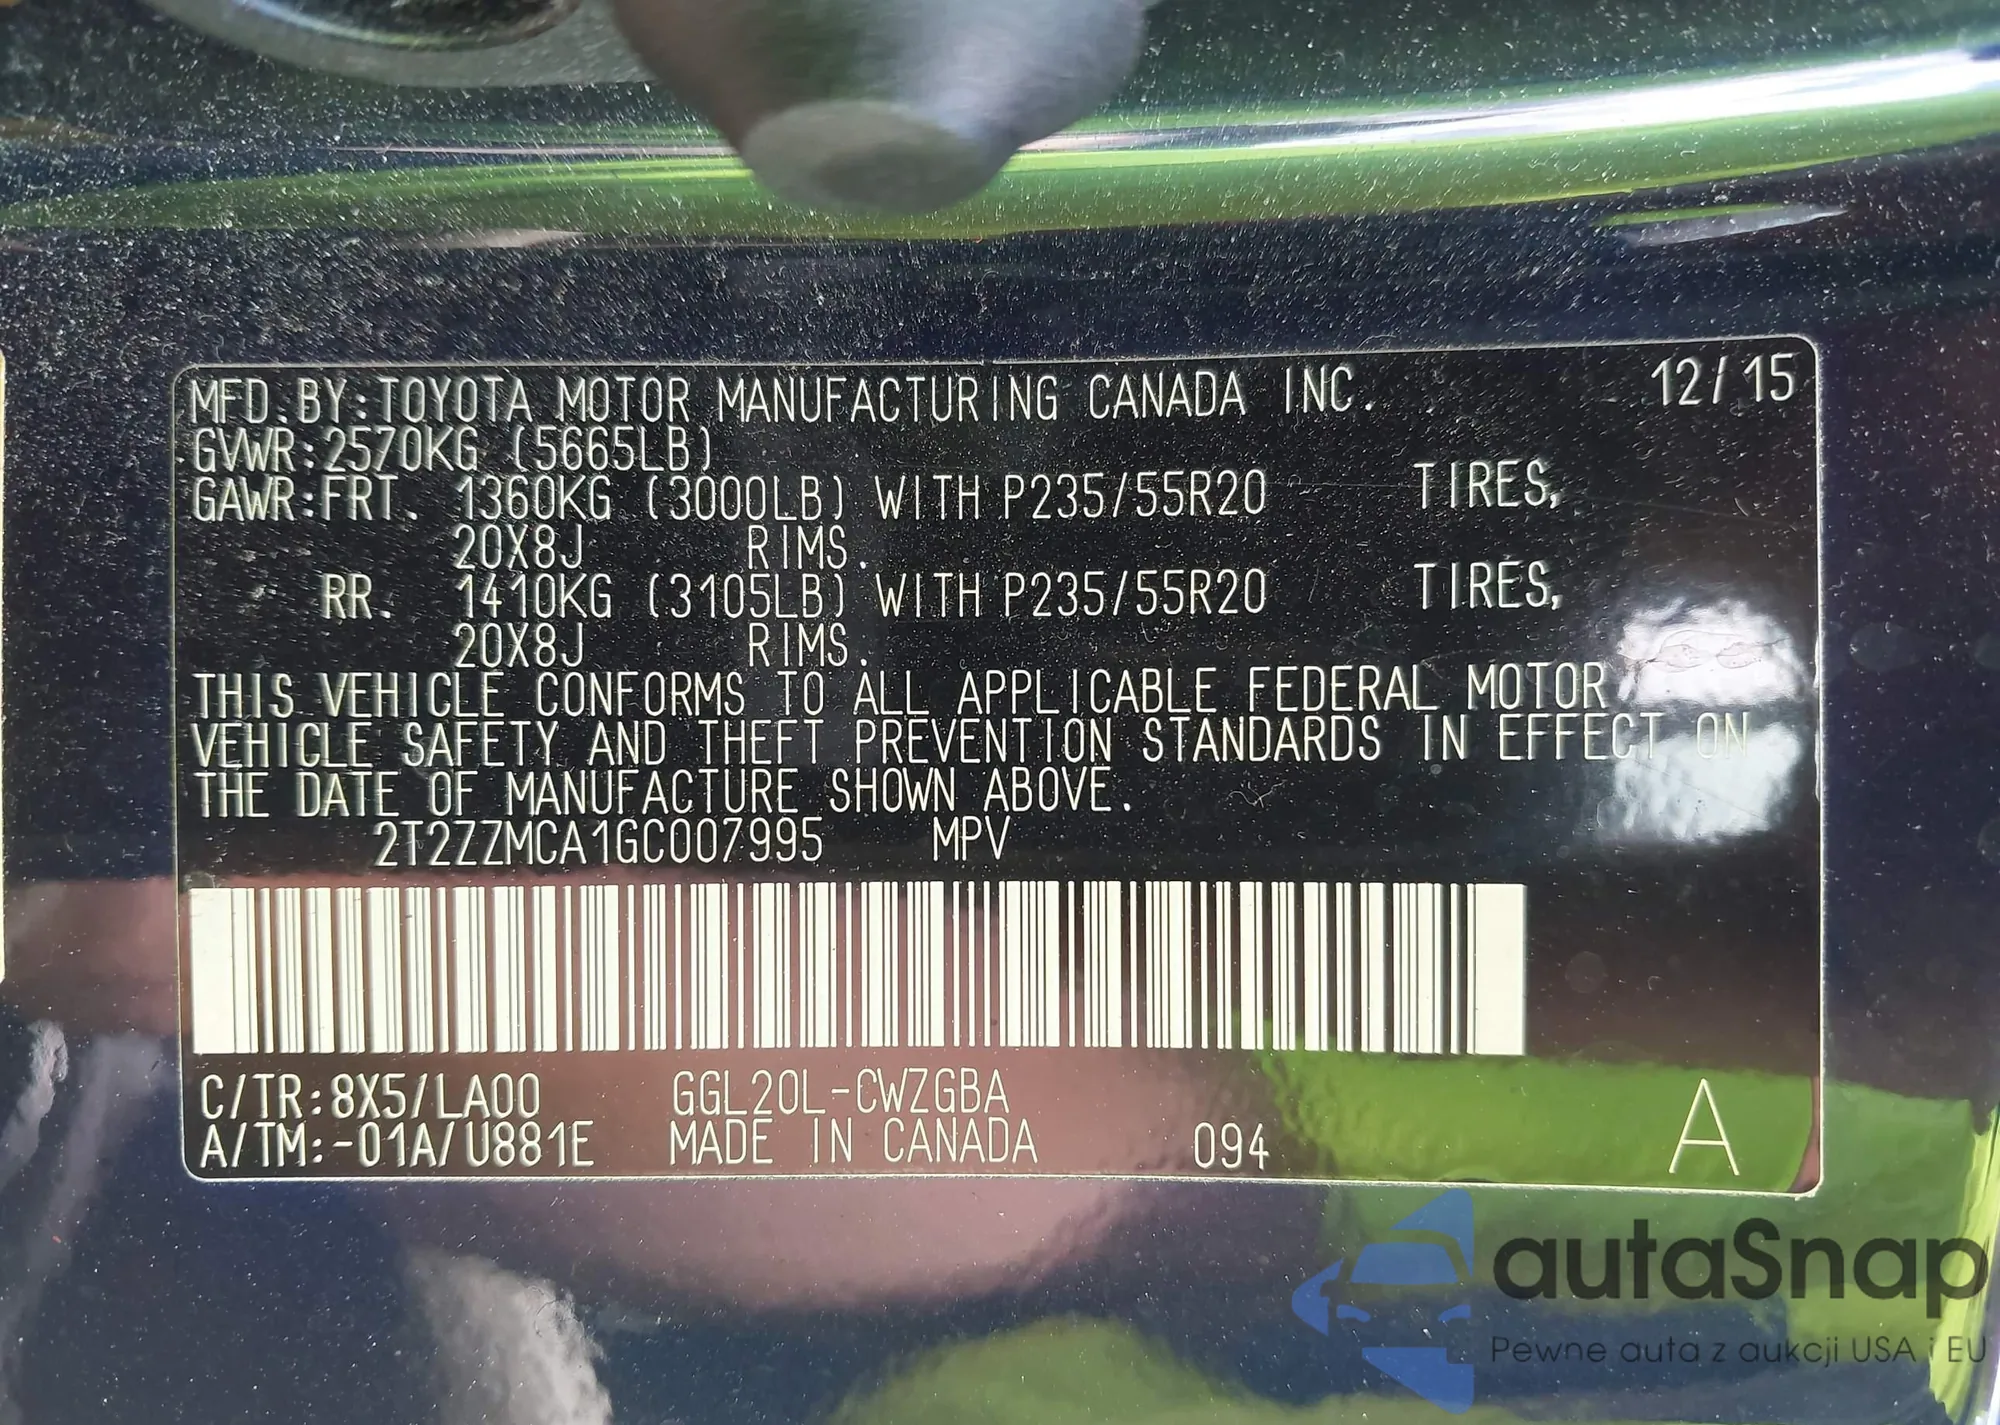 MFD.BY:TOYOTA MOTOR MANUFACTURING CANADA INC. 12/15
GVWR:2570KG (5665LB)
GAWR:FRT. 1360KG (3000LB) WITH P235/55R20 TIRES,
20X8J RIMS.
RR. 1410KG (3105LB) WITH P235/55R20 TIRES,
20X8J RIMS.
THIS VEHICLE CONFORMS TO ALL APPLICABLE FEDERAL MOTOR
VEHICLE SAFETY AND THEFT PREVENTION STANDARDS IN EFFECT ON
THE DATE OF MANUFACTURE SHOWN ABOVE.
2T2ZZMCA1GC007995 MPV
C/TR:8X5/LA00 GGL20L-CWZGBA
A/TM:-01A/U881E MADE IN CANADA 094 A
autaSnap
Pewne auta z aukcji USA i EU